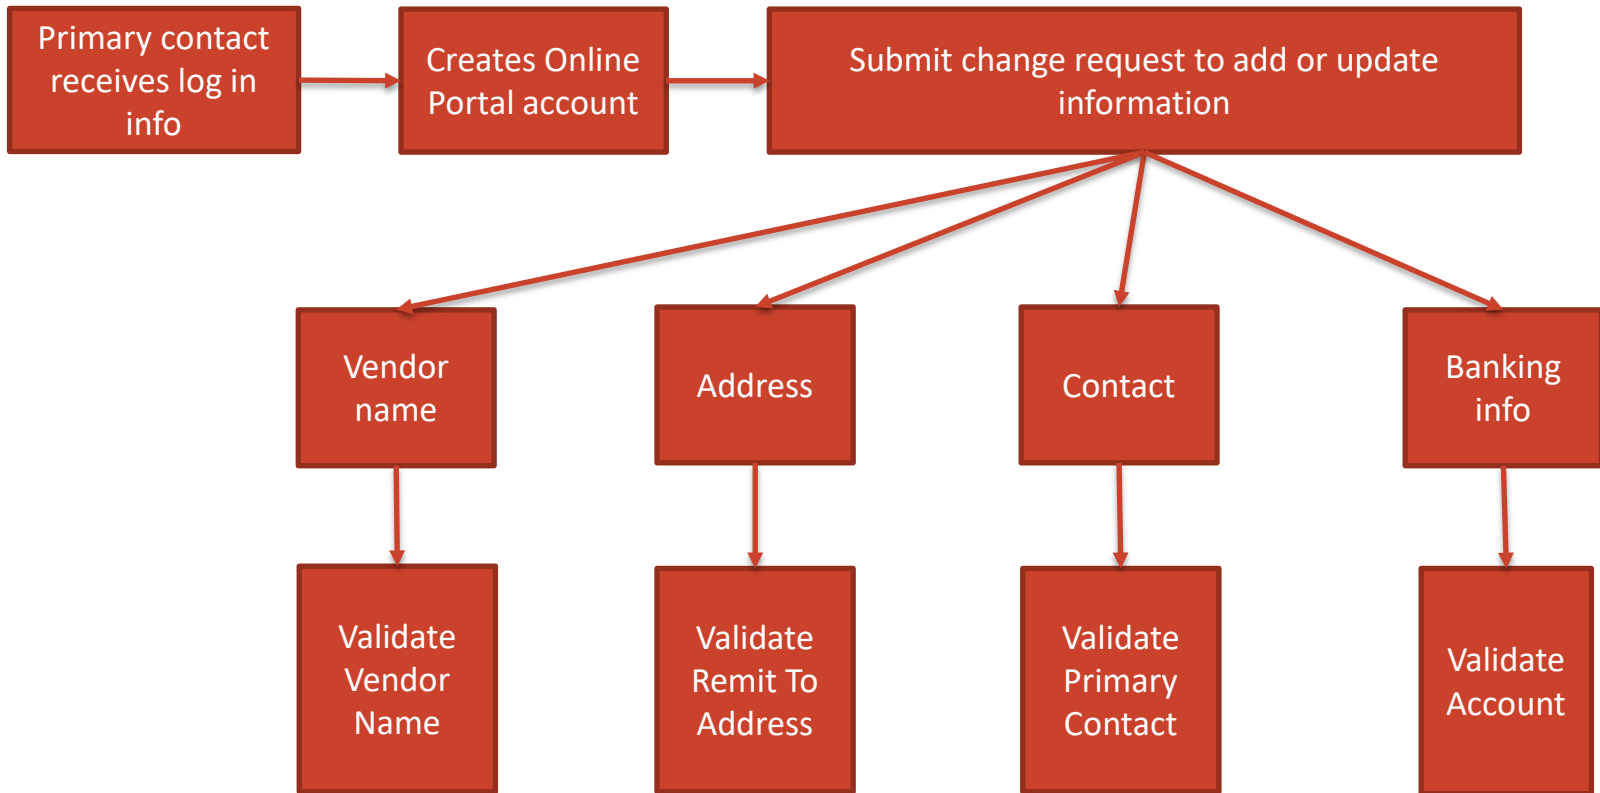 Primary contact
receives log in
info
Creates Online
Portal account
Submit change request to add or update
information
Vendor
name
Address
Contact
Banking
info
Validate
Vendor
Name
Validate
Remit To
Address
Validate
Primary
Contact
Validate
Account